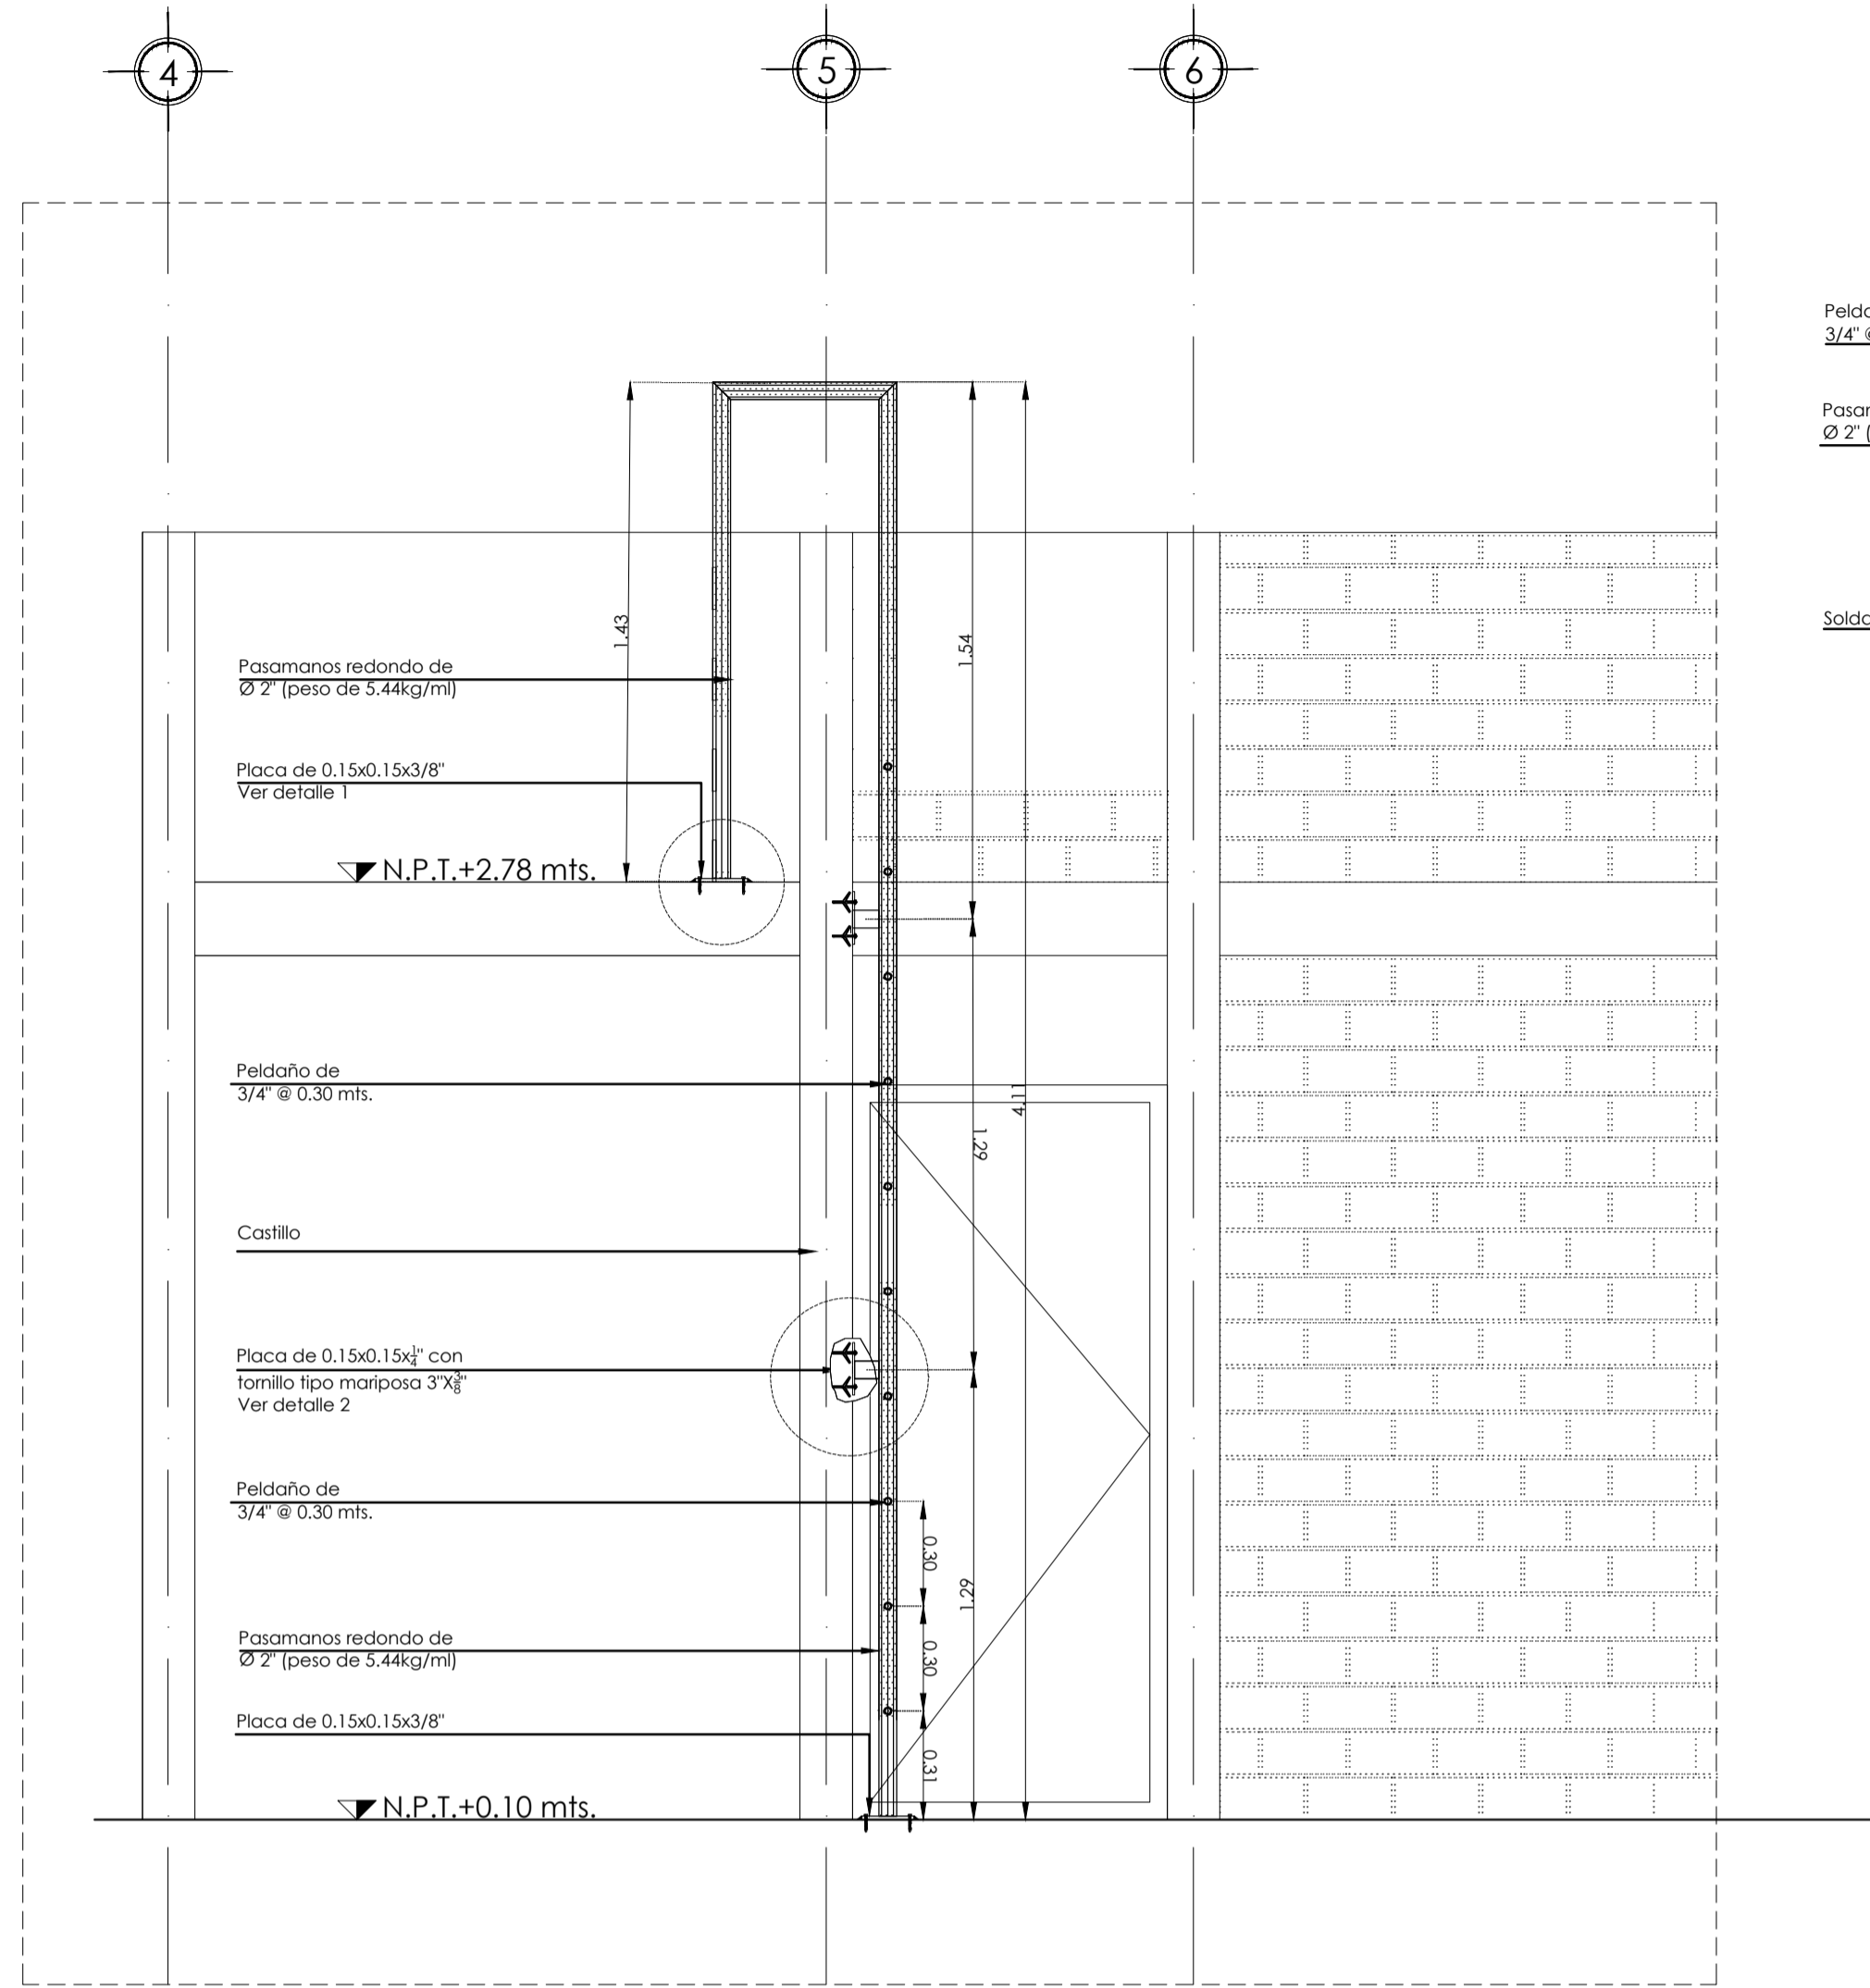 4
5
6
Pelda
3/4" @
Pasar
Ø 2" (
Solda
1.43
1.54
Pasamanos redondo de
Ø 2" (peso de 5.44kg/ml)
Placa de 0.15x0.15x3/8"
Ver detalle 1
N.P.T.+2.78 mts.
Peldaño de
3/4" @ 0.30 mts.
4.11
1.29
Castillo
Placa de 0.15x0.15x1/4" con
tornillo tipo mariposa 3"X3/8"
Ver detalle 2
Peldaño de
3/4" @ 0.30 mts.
0.30
1.29
Pasamanos redondo de
Ø 2" (peso de 5.44kg/ml)
0.30
Placa de 0.15x0.15x3/8"
0.31
N.P.T.+0.10 mts.